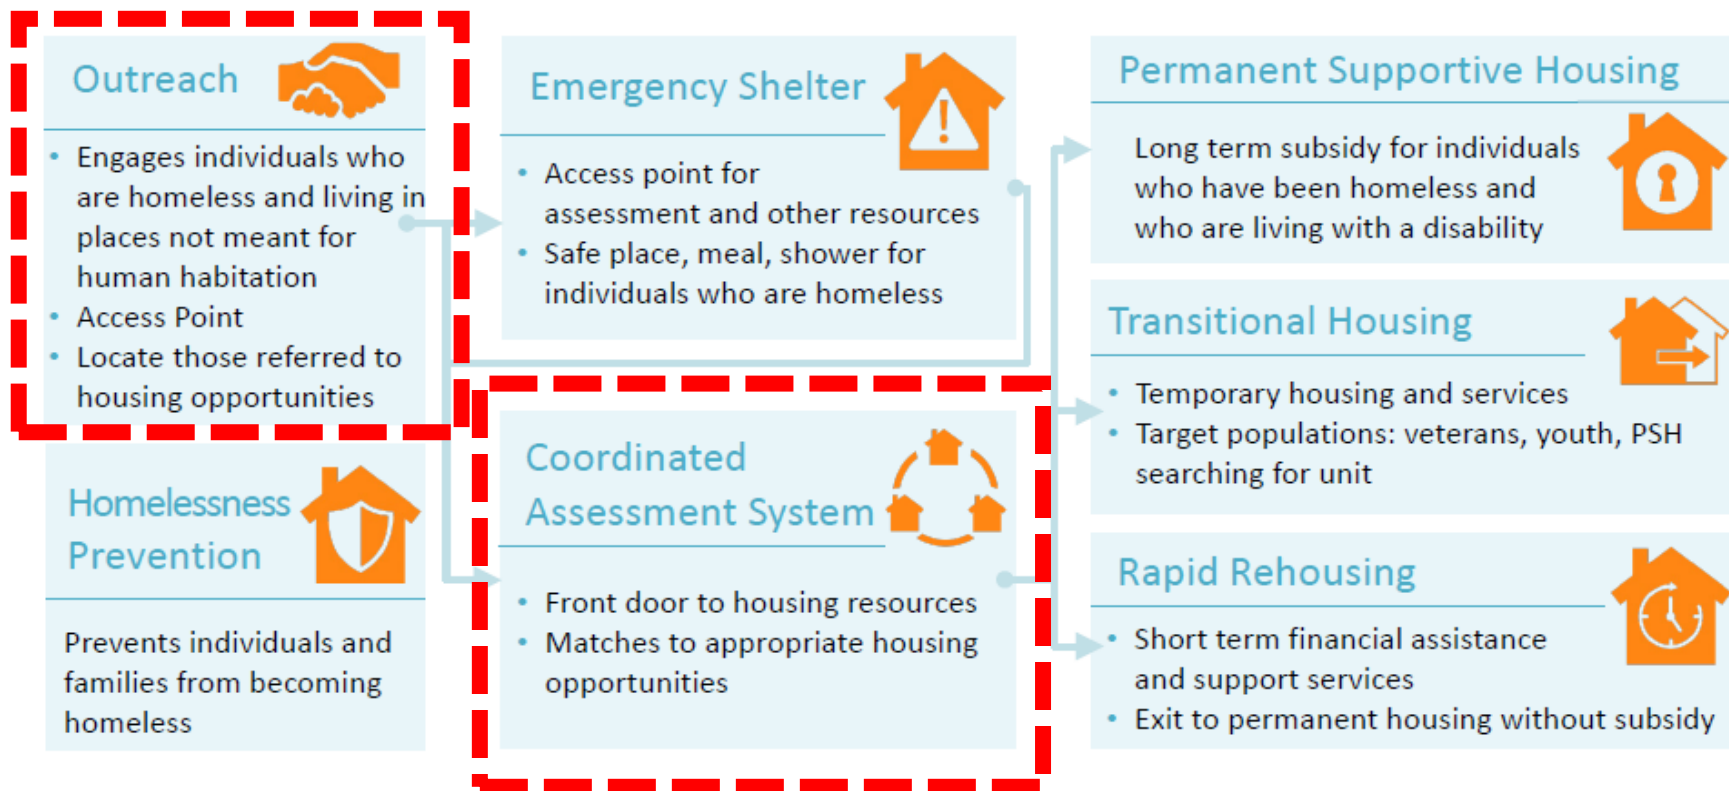 Outreach
• Engages individuals who
are homeless and living in
places not meant for
human habitation
• Access Point
• Locate those referred to
housing opportunities
Homelessness
Prevention
Prevents individuals and
families from becoming
homeless
Emergency Shelter
!
• Access point for
assessment and other resources
• Safe place, meal, shower for
individuals who are homeless
Coordinated
Assessment System
• Front door to housing resources
• Matches to appropriate housing
opportunities
Permanent Supportive Housing
Long term subsidy for individuals
who have been homeless and
who are living with a disability
Transitional Housing
• Temporary housing and services
• Target populations: veterans, youth, PSH
searching for unit
Rapid Rehousing
• Short term financial assistance
and support services
• Exit to permanent housing without subsidy